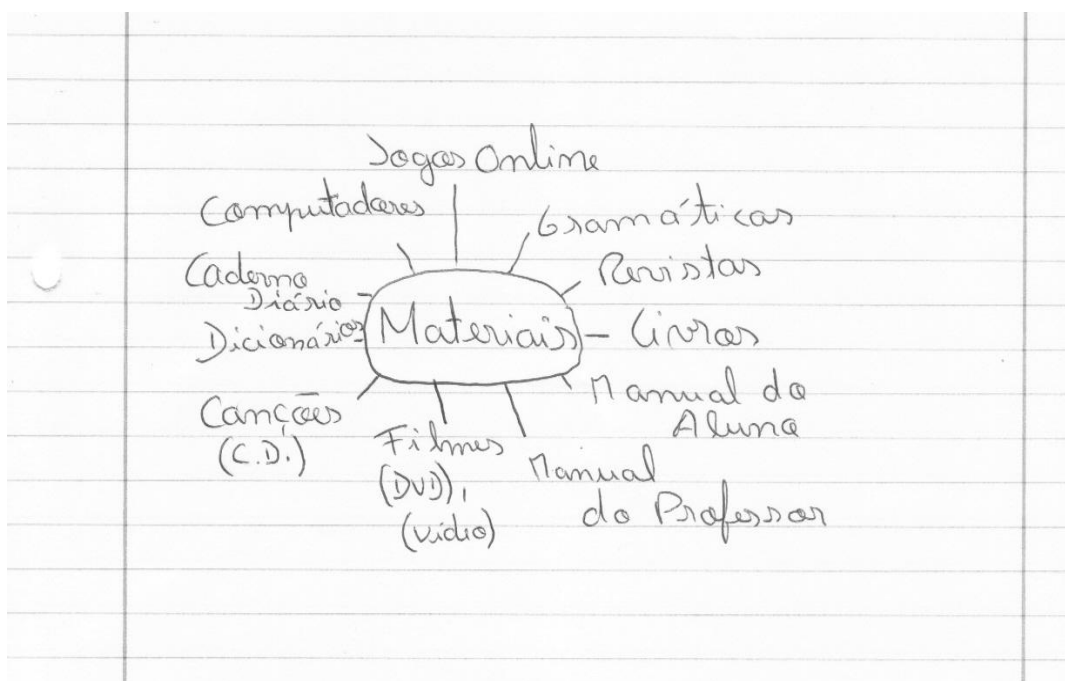 Jogos Online
Computadores
Gramáticas
Caderno
Diário
Revistas
Dicionários
Materiais
Livros
Manual do
Aluno
Canções
(C.D.)
Filmes
(DVD),
(vídio)
Manual
do Professor